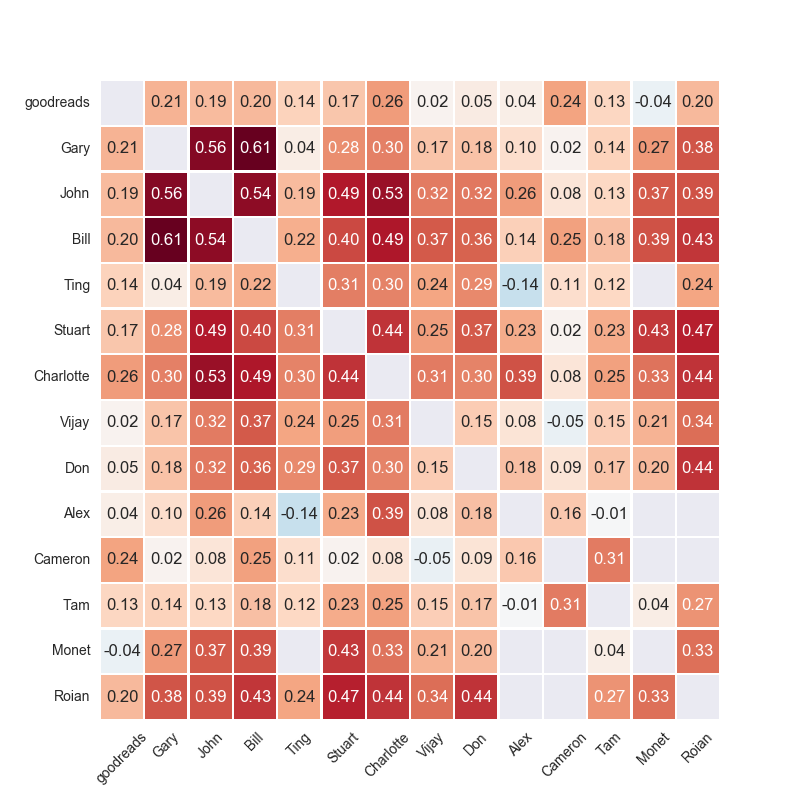 goodreads 0.21 0.19 0.20 0.14 0.17 0.26 0.02 0.05 0.04 0.24 0.13 -0.04 0.20
Gary 0.21 0.56 0.61 0.04 0.28 0.30 0.17 0.18 0.10 0.02 0.14 0.27 0.38
John 0.19 0.56 0.54 0.19 0.49 0.53 0.32 0.32 0.26 0.08 0.13 0.37 0.39
Bill 0.20 0.61 0.54 0.22 0.40 0.49 0.37 0.36 0.14 0.25 0.18 0.39 0.43
Ting 0.14 0.04 0.19 0.22 0.31 0.30 0.24 0.29 -0.14 0.11 0.12 0.24
Stuart 0.17 0.28 0.49 0.40 0.31 0.44 0.25 0.37 0.23 0.02 0.23 0.43 0.47
Charlotte 0.26 0.30 0.53 0.49 0.30 0.44 0.31 0.30 0.39 0.08 0.25 0.33 0.44
Vijay 0.02 0.17 0.32 0.37 0.24 0.25 0.31 0.15 0.08 -0.05 0.15 0.21 0.34
Don 0.05 0.18 0.32 0.36 0.29 0.37 0.30 0.15 0.18 0.09 0.17 0.20 0.44
Alex 0.04 0.10 0.26 0.14 -0.14 0.23 0.39 0.08 0.18 0.16 -0.01
Cameron 0.24 0.02 0.08 0.25 0.11 0.02 0.08 -0.05 0.09 0.16 0.31
Tam 0.13 0.14 0.13 0.18 0.12 0.23 0.25 0.15 0.17 -0.01 0.31 0.04 0.27
Monet -0.04 0.27 0.37 0.39 0.43 0.33 0.21 0.20 0.04 0.33
Roian 0.20 0.38 0.39 0.43 0.24 0.47 0.44 0.34 0.44 0.27 0.33
goodreads Gary John Bill Ting Stuart Charlotte Vijay Don Alex Cameron Tam Monet Roian